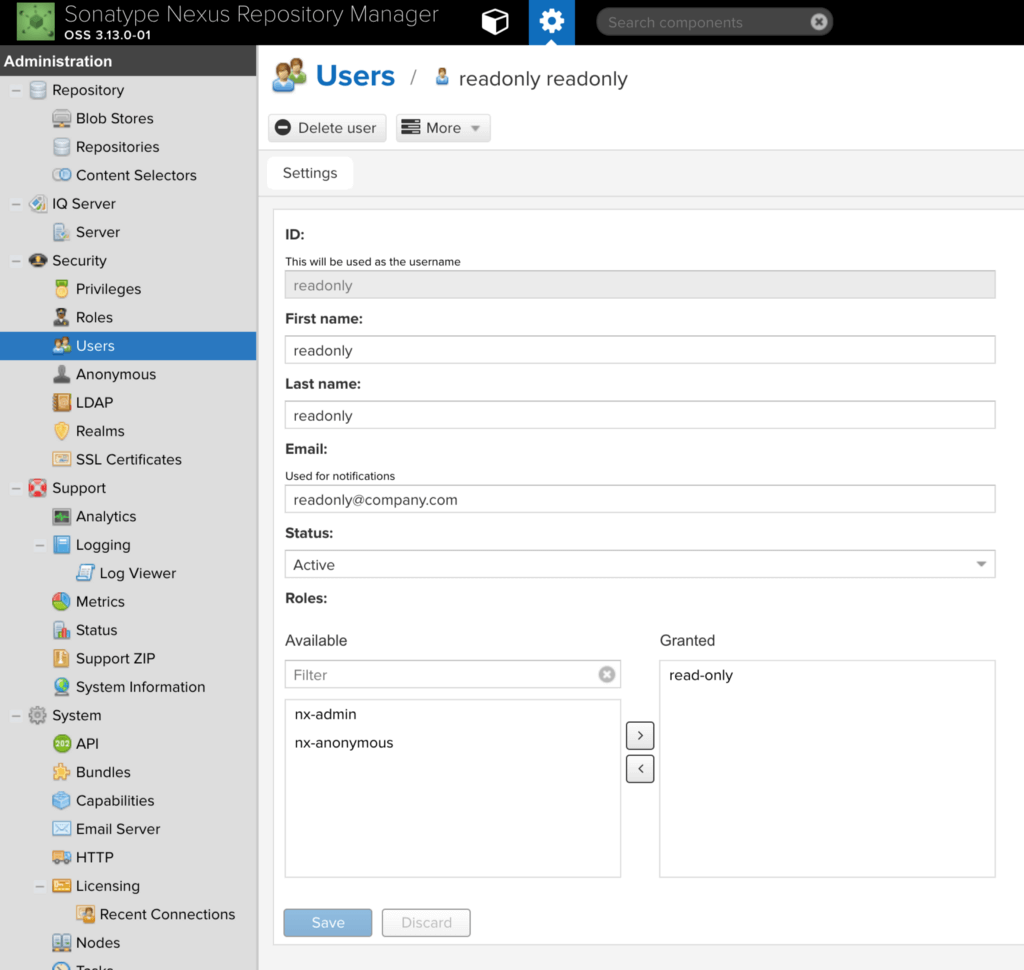 Sonatype Nexus Repository Manager
OSS 3.13.0-01
Search components
Administration
Repository
Blob Stores
Repositories
Content Selectors
IQ Server
Server
Security
Privileges
Roles
Users
Anonymous
LDAP
Realms
SSL Certificates
Support
Analytics
Logging
Log Viewer
Metrics
Status
Support ZIP
System Information
System
202
API
Bundles
Capabilities
Email Server
HTTP
Licensing
Recent Connections
Nodes
Tasks
Users / readonly readonly
Delete user More
Settings
ID:
This will be used as the username
readonly
First name:
readonly
Last name:
readonly
Email:
Used for notifications
readonly@company.com
Status:
Active
Roles:
Available
Filter
nx-admin
nx-anonymous
>
<
Granted
read-only
Save Discard